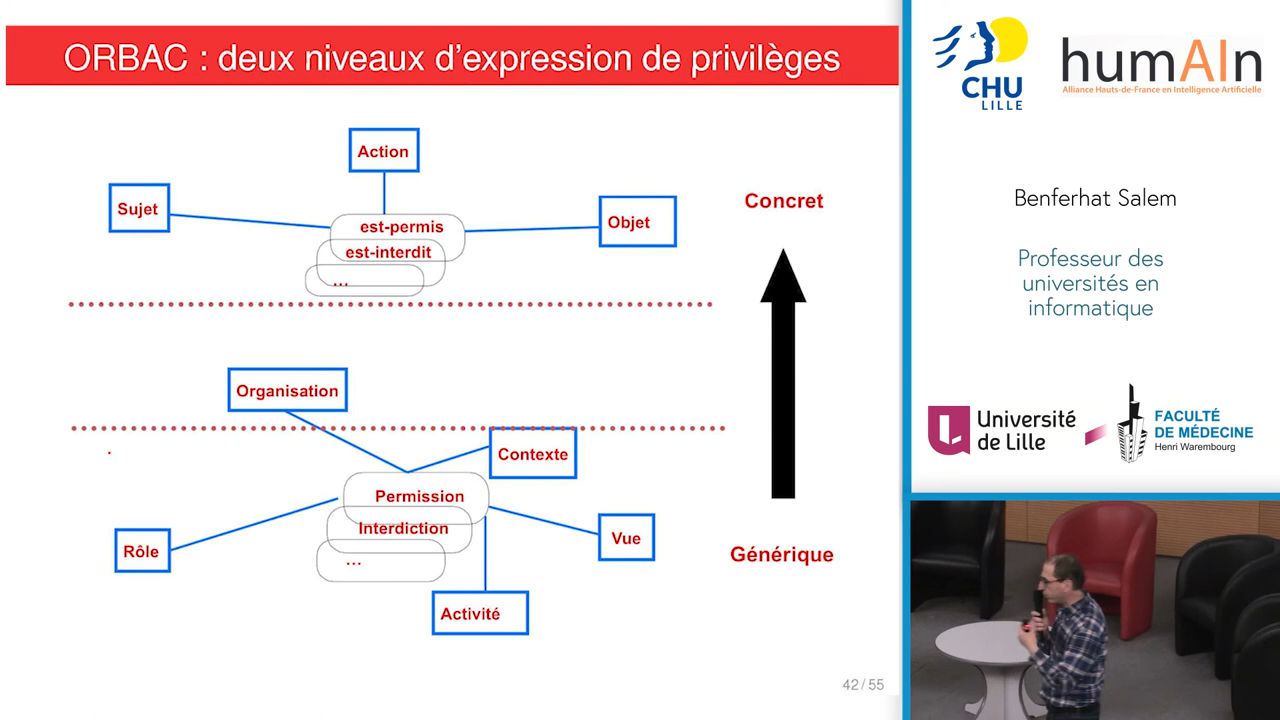 ORBAC : deux niveaux d'expression de privilèges
Action
Sujet
Objet
est-permis
est-interdit
...
Concret
Organisation
Contexte
Permission
Interdiction
...
Rôle
Vue
Activité
Générique
42 / 55
CHU
LILLE
humAIn
Alliance Hauts-de-France en Intelligence Artificielle
Benferhat Salem
Professeur des
universités en
informatique
Université
de Lille
FACULTÉ
DE MÉDECINE
Henri Warembourg